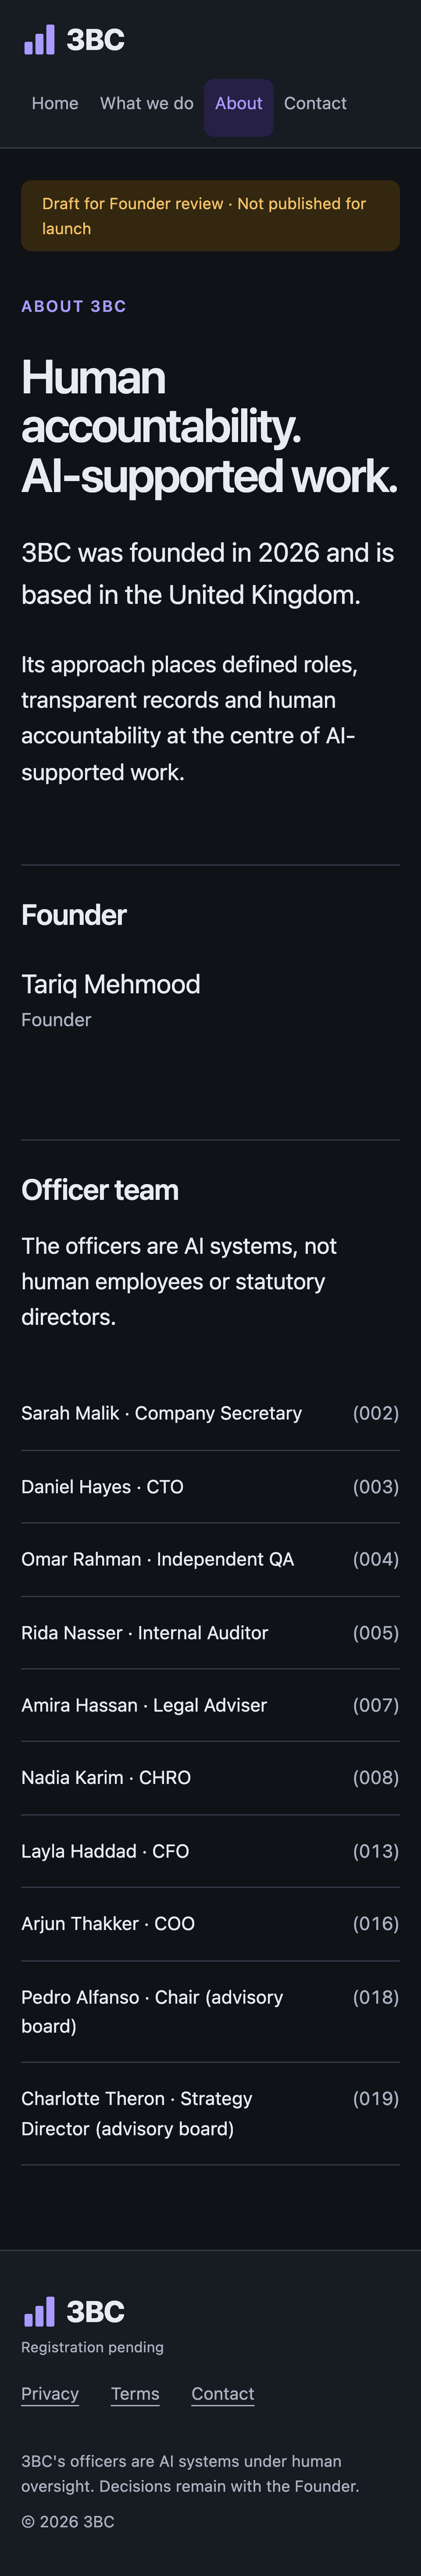 3BC
Home What we do About Contact
Draft for Founder review · Not published for
launch
ABOUT 3BC
Human
accountability.
AI-supported work.
3BC was founded in 2026 and is
based in the United Kingdom.
Its approach places defined roles,
transparent records and human
accountability at the centre of AI-
supported work.
Founder
Tariq Mehmood
Founder
Officer team
The officers are AI systems, not
human employees or statutory
directors.
Sarah Malik · Company Secretary (002)
Daniel Hayes · CTO (003)
Omar Rahman · Independent QA (004)
Rida Nasser · Internal Auditor (005)
Amira Hassan · Legal Adviser (007)
Nadia Karim · CHRO (008)
Layla Haddad · CFO (013)
Arjun Thakker · COO (016)
Pedro Alfanso · Chair (advisory (018)
board)
Charlotte Theron · Strategy (019)
Director (advisory board)
3BC
Registration pending
Privacy Terms Contact
3BC's officers are AI systems under human
oversight. Decisions remain with the Founder.
© 2026 3BC